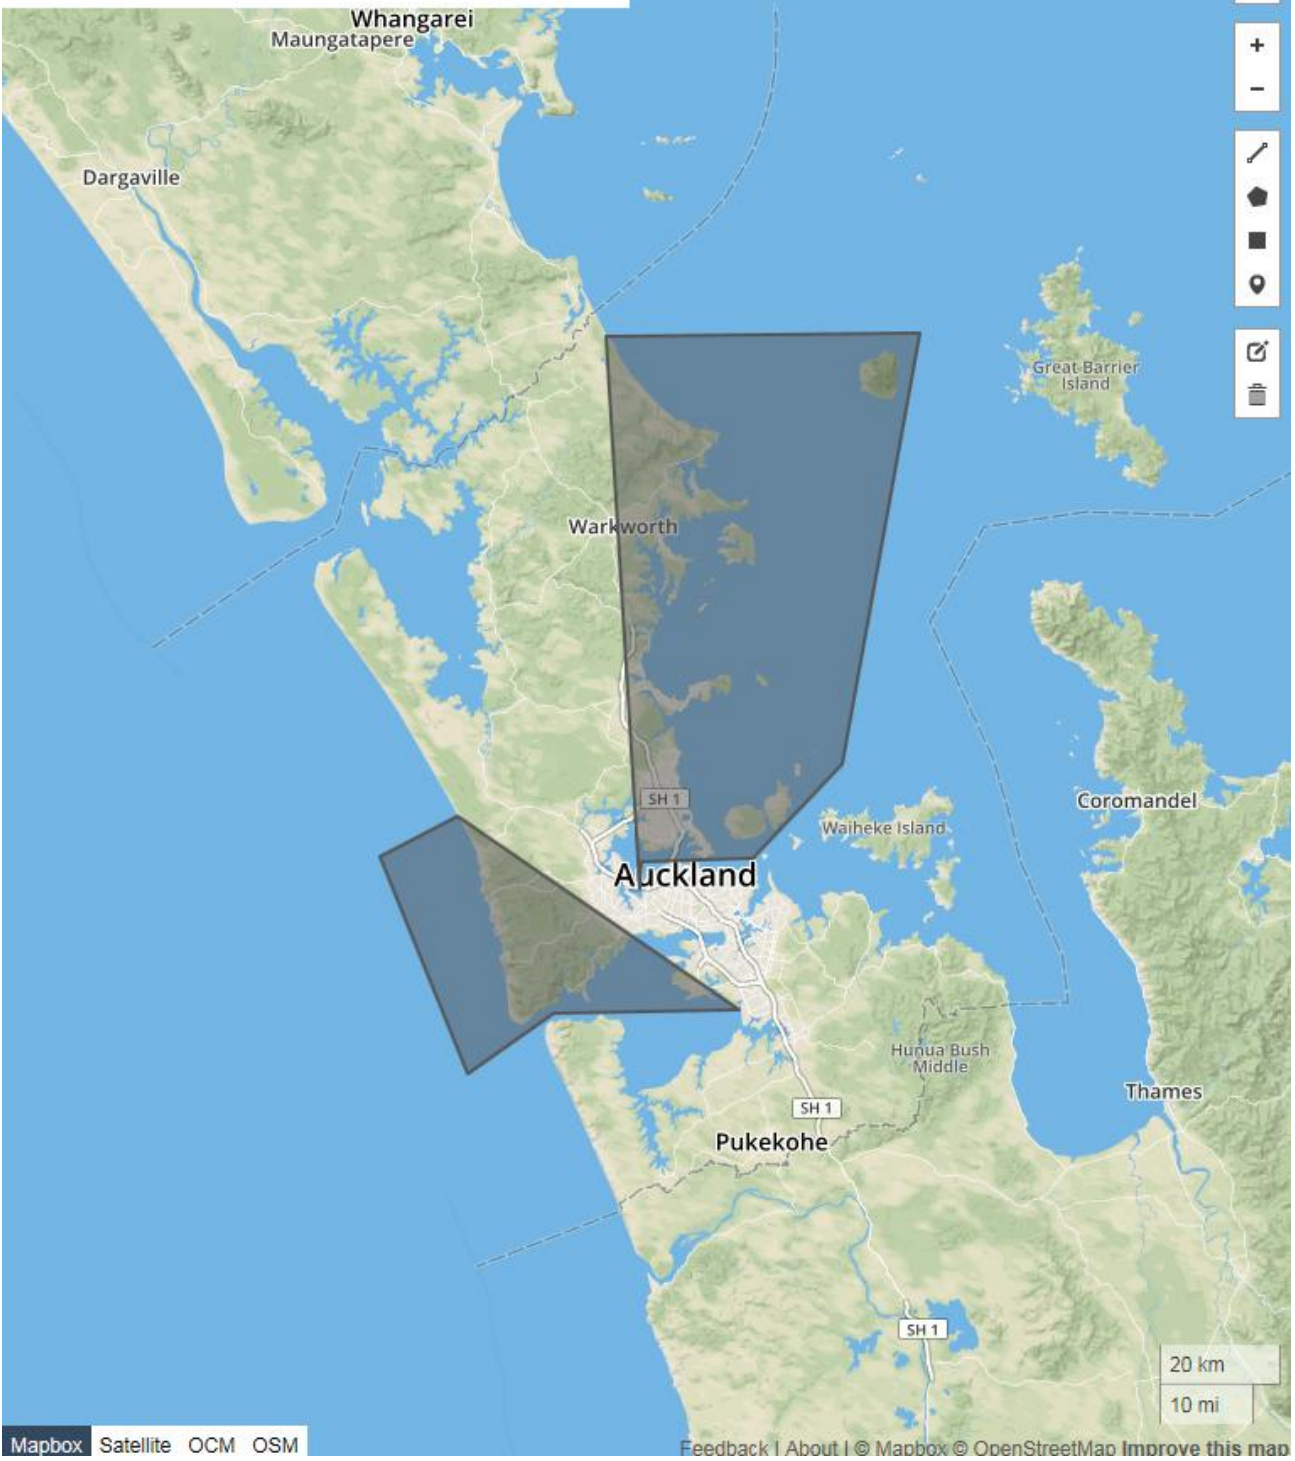 Whangarei
Maungatapere
+
−
Dargaville
Great Barrier
Island
Warkworth
SH 1
Coromandel
Waiheke Island
Auckland
Hunua Bush
Middle
Thames
SH 1
Pukekohe
SH 1
20 km
10 mi
Mapbox Satellite OCM OSM
Feedback | About | © Mapbox © OpenStreetMap Improve this map